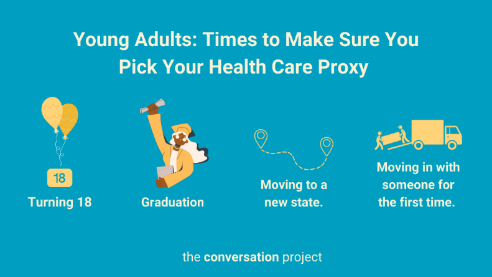 Young Adults: Times to Make Sure You
Pick Your Health Care Proxy
18
Turning 18
Graduation
Moving to a
new state.
Moving in with
someone for
the first time.
the conversation project